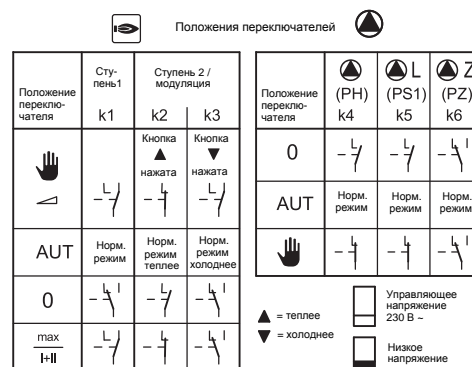 Положения переключателей
Положение
переклю-
чателя
Сту-
пень1
k1
Ступень 2 /
модуляция
k2
k3
Кнопка
▲
нажата
Кнопка
▼
нажата
AUT
Норм.
режим
Норм.
режим
теплее
Норм.
режим
холоднее
0
max
I+II
Положение
переклю-
чателя
(PH)
k4
L
(PS1)
k5
Z
(PZ)
k6
0
AUT
Норм.
режим
Норм.
режим
Норм.
режим
▲ = теплее
▼ = холоднее
Управляющее
напряжение
230 В ~
Низкое
напряжение